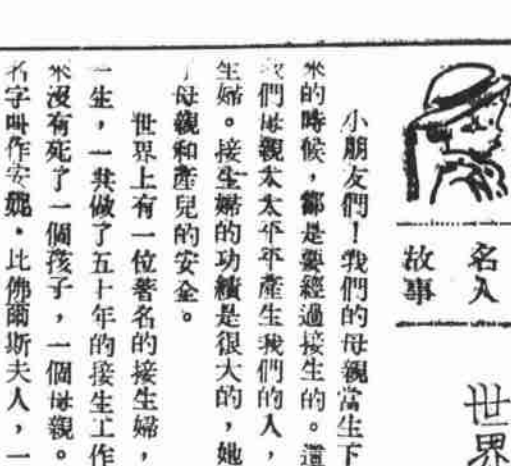 世界
名人
故事
小朋友們！我們的母親當生下
來的時候，都是要經過接生的。這
我們母親太太平平產生我們的人，
生婦。接生婦的功績是很大的，她
了母親和產兒的安全。
世界上有一位著名的接生婦，
一生，一共做了五十年的接生工作
來沒有死了一個孩子，一個母親。
名字叫作安妮•比佛爾斯夫人，一